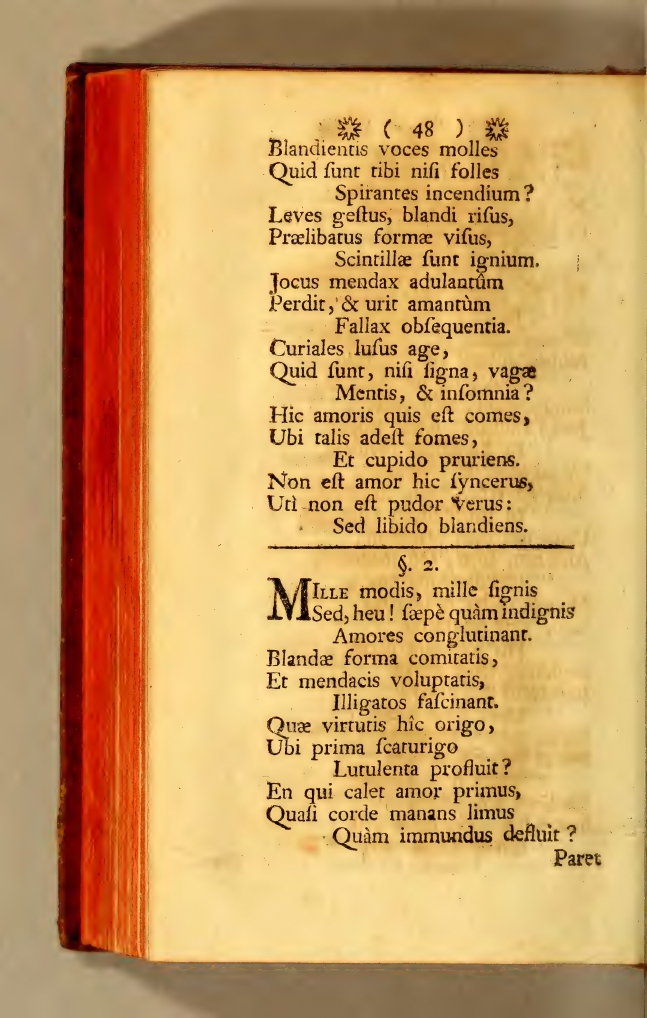 ( 48 )
Blandientis voces molles
Quid ſunt tibi niſi folles
Spirantes incendium?
Leves geſtus, blandi riſus,
Prælibatus formæ viſus,
Scintillæ ſunt ignium.
Jocus mendax adulantûm
Perdit, & urit amantùm
Fallax obſequentia.
Curiales luſus age,
Quid ſunt, niſi ſigna, vagæ
Mentis, & inſomnia?
Hic amoris quis eſt comes,
Ubi talis adeſt fomes,
Et cupido pruriens.
Non eſt amor hic ſyncerus,
Utì non eſt pudor verus:
Sed libido blandiens.
§. 2.
MILLE modis, mille ſignis
Sed, heu! ſæpè quàm indignis
Amores conglutinant.
Blandæ forma comitatis,
Et mendacis voluptatis,
Illigatos faſcinant.
Quæ virtutis hîc origo,
Ubi prima ſcaturigo
Lutulenta profluit?
En qui calet amor primus,
Quaſi corde manans limus
Quàm immundus defluit?
Paret